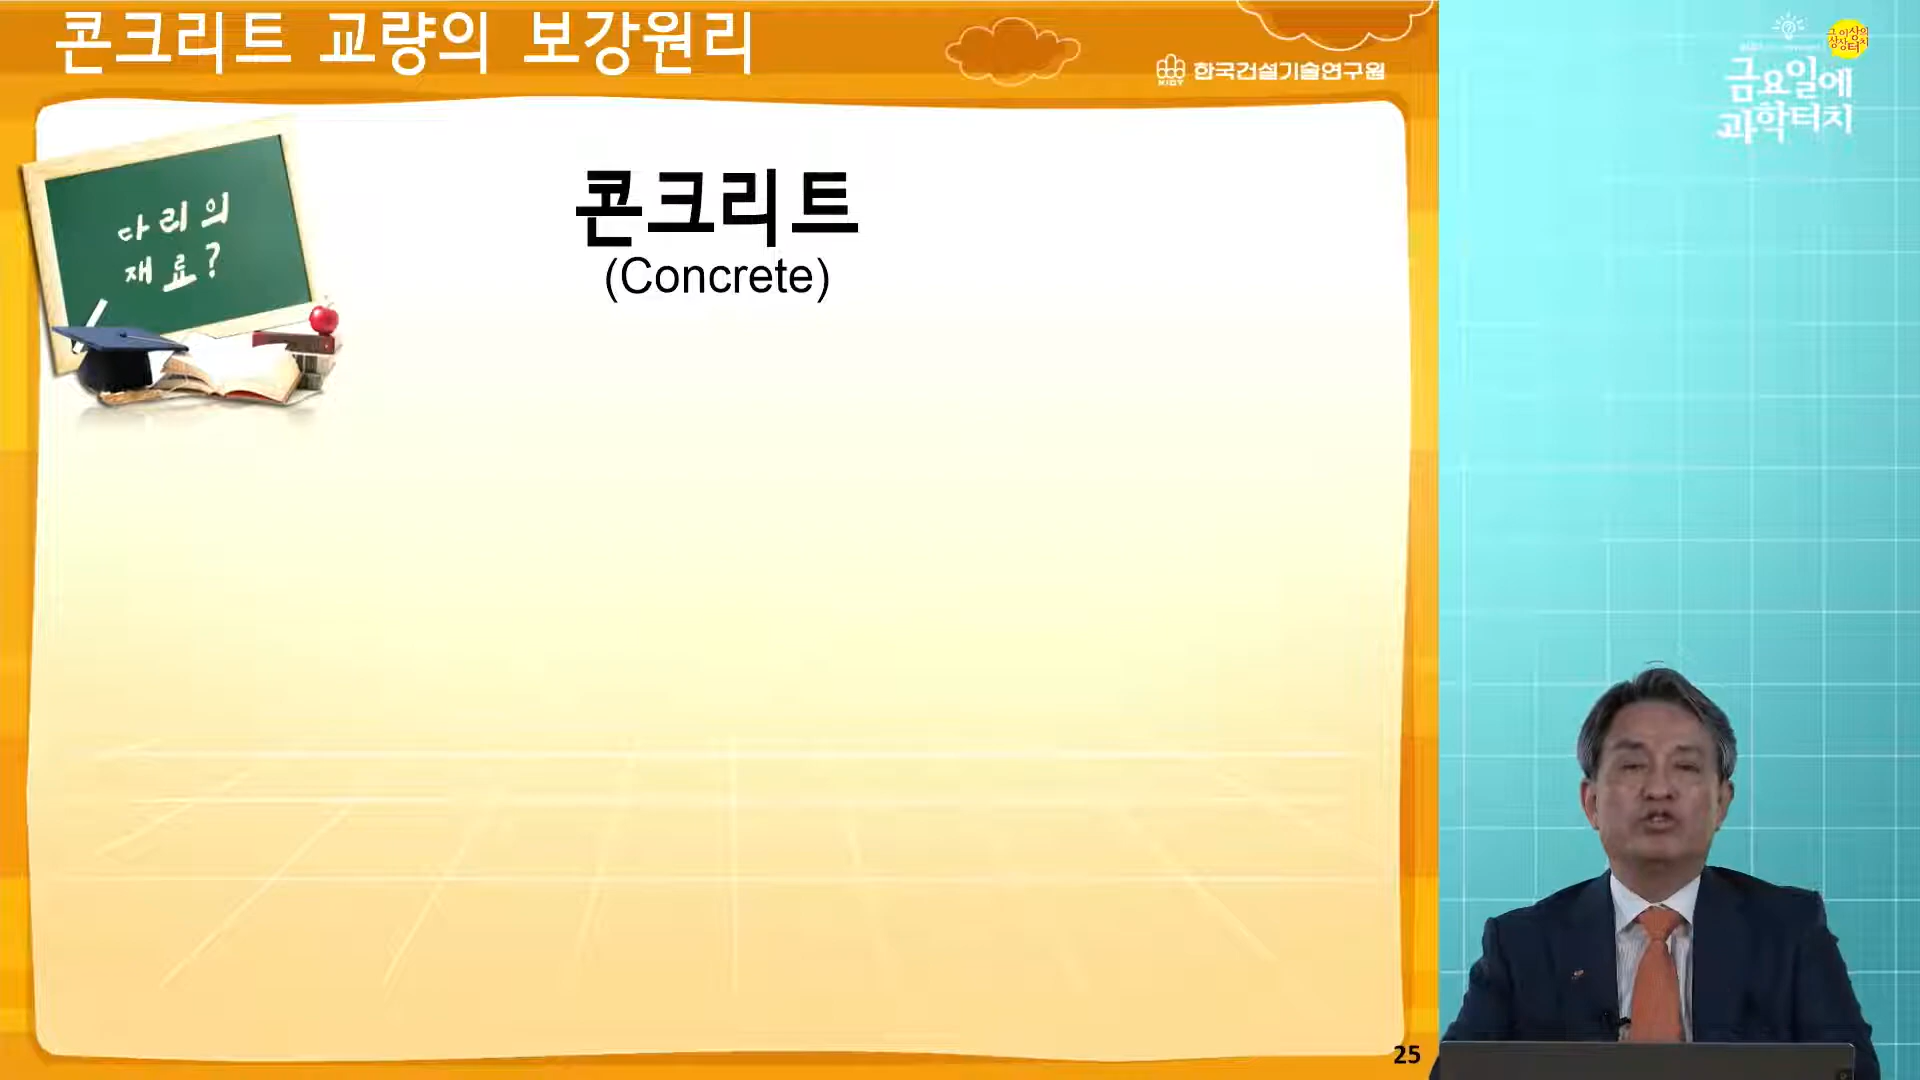 콘크리트 교량의 보강원리
한국건설기술연구원
KICT
다리의
재료?
콘크리트
(Concrete)
25
금요일에
과학터치